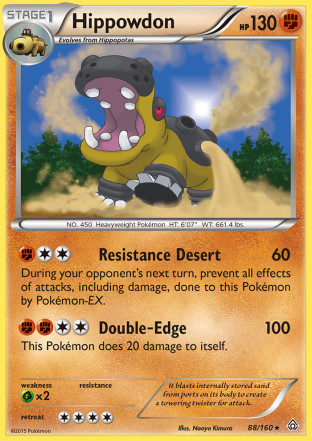 STAGE1 Hippowdon HP130
Evolves from Hippopotas
NO. 450 Heavyweight Pokémon HT: 6'07" WT: 661.4 lbs.
Resistance Desert 60
During your opponent's next turn, prevent all effects
of attacks, including damage, done to this Pokémon
by Pokémon-EX.
Double-Edge 100
This Pokémon does 20 damage to itself.
weakness resistance
×2
retreat
It blasts internally stored sand
from ports on its body to create
a towering twister for attack.
©2015 Pokémon Illus. Naoyo Kimura 88/160